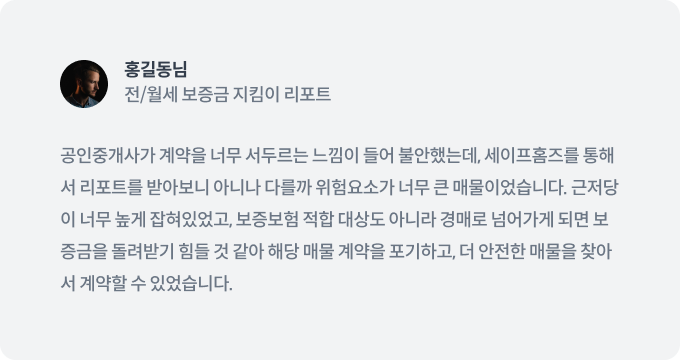 홍길동님
전/월세 보증금 지킴이 리포트
공인중개사가 계약을 너무 서두르는 느낌이 들어 불안했는데, 세이프홈즈를 통해
서 리포트를 받아보니 아니나 다를까 위험요소가 너무 큰 매물이었습니다. 근저당
이 너무 높게 잡혀있었고, 보증보험 적합 대상도 아니라 경매로 넘어가게 되면 보
증금을 돌려받기 힘들 것 같아 해당 매물 계약을 포기하고, 더 안전한 매물을 찾아
서 계약할 수 있었습니다.